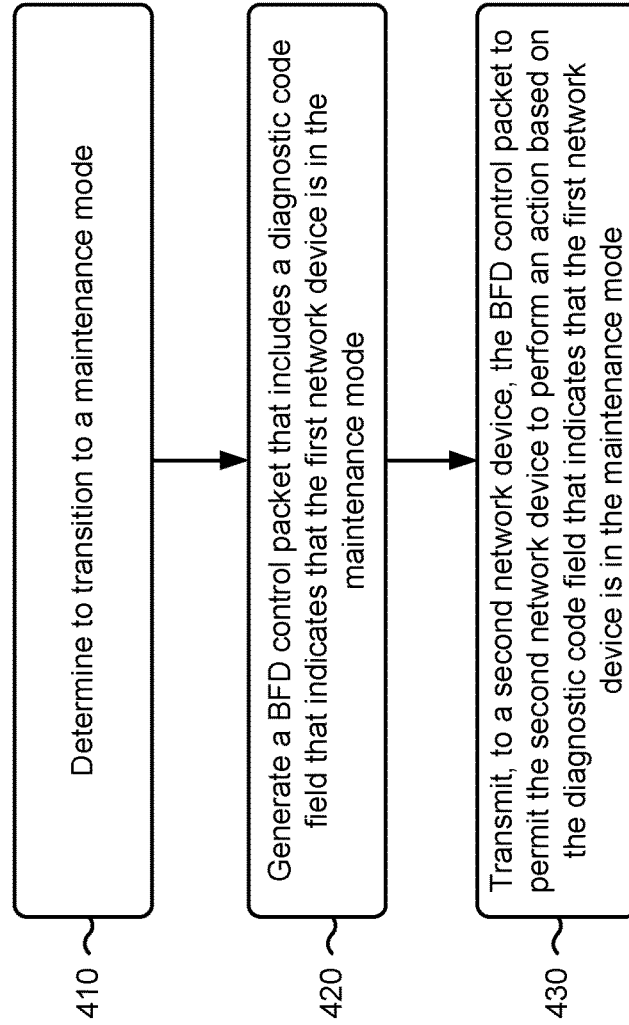 410
Determine to transition to a maintenance mode
420
Generate a BFD control packet that includes a diagnostic code
field that indicates that the first network device is in the
maintenance mode
430
Transmit, to a second network device, the BFD control packet to
permit the second network device to perform an action based on
the diagnostic code field that indicates that the first network
device is in the maintenance mode